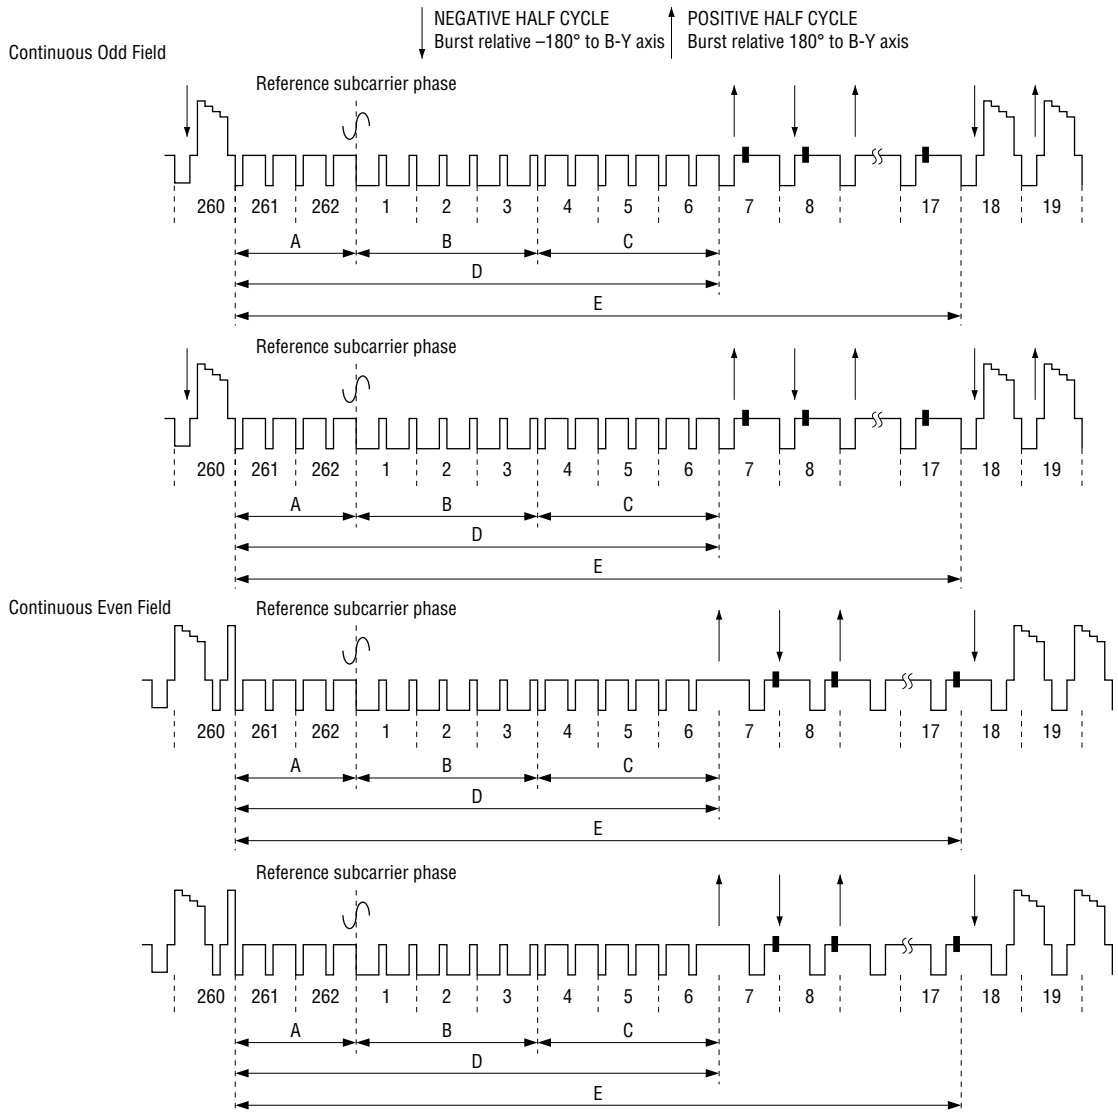 NEGATIVE HALF CYCLE
Burst relative –180° to B-Y axis
POSITIVE HALF CYCLE
Burst relative 180° to B-Y axis
Continuous Odd Field
Reference subcarrier phase
260 261 262 1 2 3 4 5 6 7 8 17 18 19
A B C
D
E
Reference subcarrier phase
260 261 262 1 2 3 4 5 6 7 8 17 18 19
A B C
D
E
Continuous Even Field
Reference subcarrier phase
260 261 262 1 2 3 4 5 6 7 8 17 18 19
A B C
D
E
Reference subcarrier phase
260 261 262 1 2 3 4 5 6 7 8 17 18 19
A B C
D
E